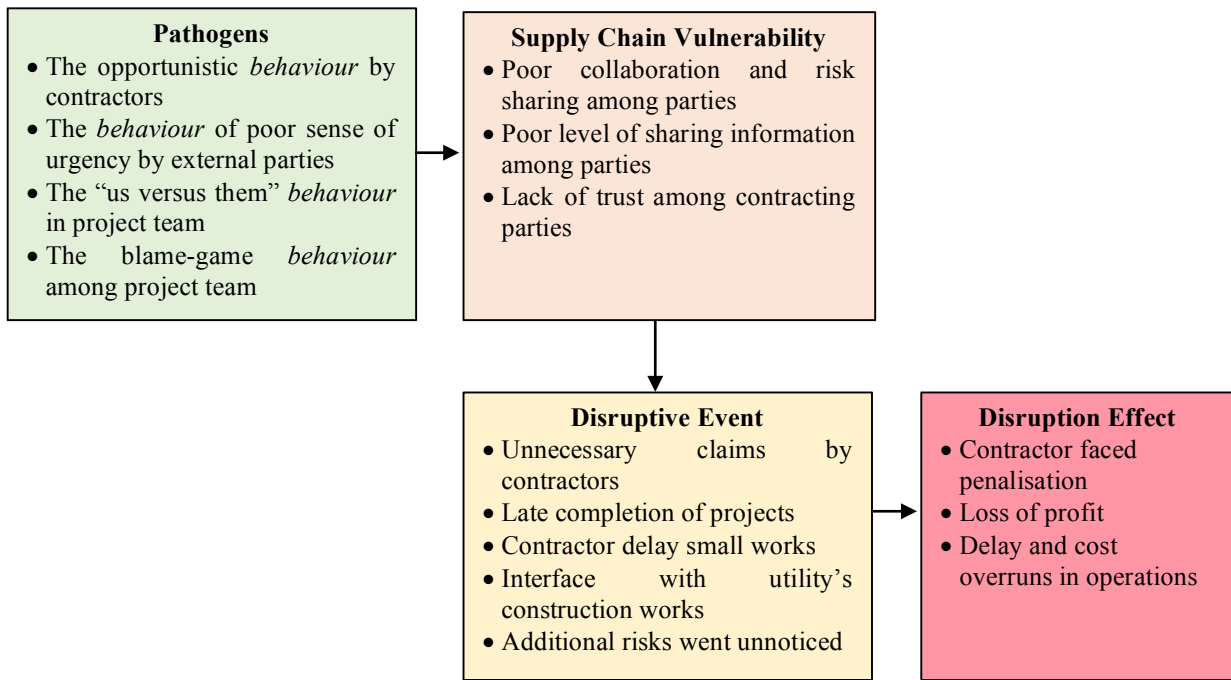 Pathogens
• The opportunistic behaviour by
contractors
• The behaviour of poor sense of
urgency by external parties
• The “us versus them” behaviour
in project team
• The blame-game behaviour
among project team
Supply Chain Vulnerability
• Poor collaboration and risk
sharing among parties
• Poor level of sharing information
among parties
• Lack of trust among contracting
parties
Disruptive Event
• Unnecessary claims by
contractors
• Late completion of projects
• Contractor delay small works
• Interface with utility’s
construction works
• Additional risks went unnoticed
Disruption Effect
• Contractor faced
penalisation
• Loss of profit
• Delay and cost
overruns in operations